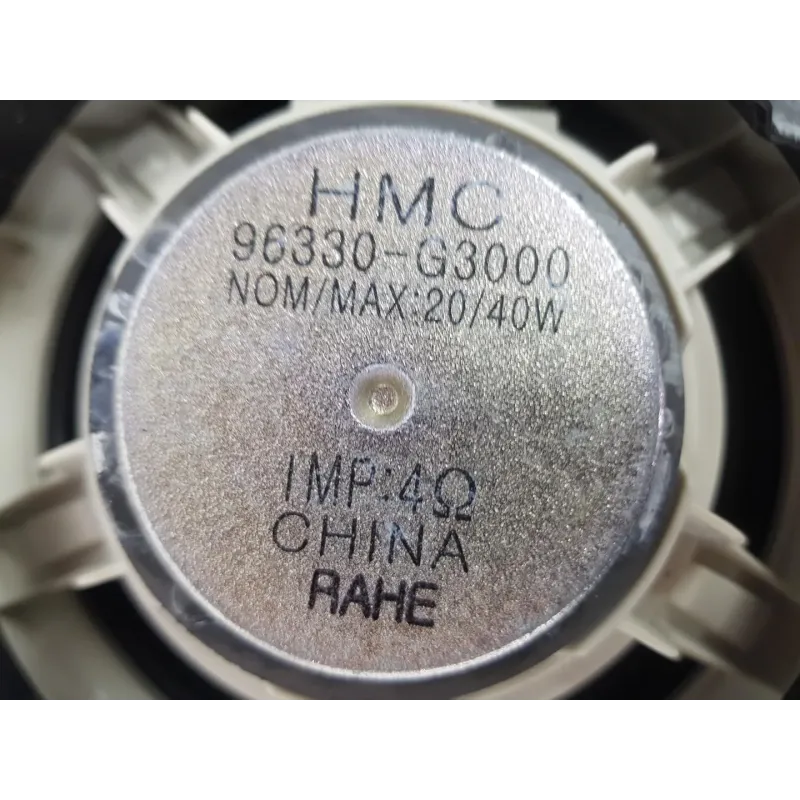 HMC
96330-G3000
NOM/MAX:20/40W
IMP:4Ω
CHINA
RAHE